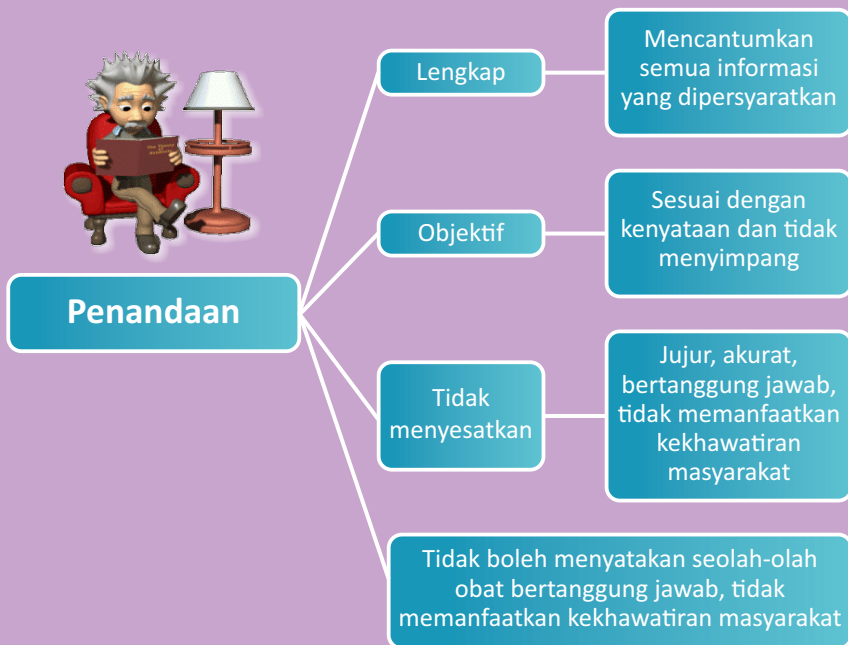 Lengkap
Mencantumkan
semua informasi
yang dipersyaratkan
Objektif
Sesuai dengan
kenyataan dan tidak
menyimpang
Penandaan
Tidak
menyesatkan
Jujur, akurat,
bertanggung jawab,
tidak memanfaatkan
kekhawatiran
masyarakat
Tidak boleh menyatakan seolah-olah
obat bertanggung jawab, tidak
memanfaatkan kekhawatiran masyarakat